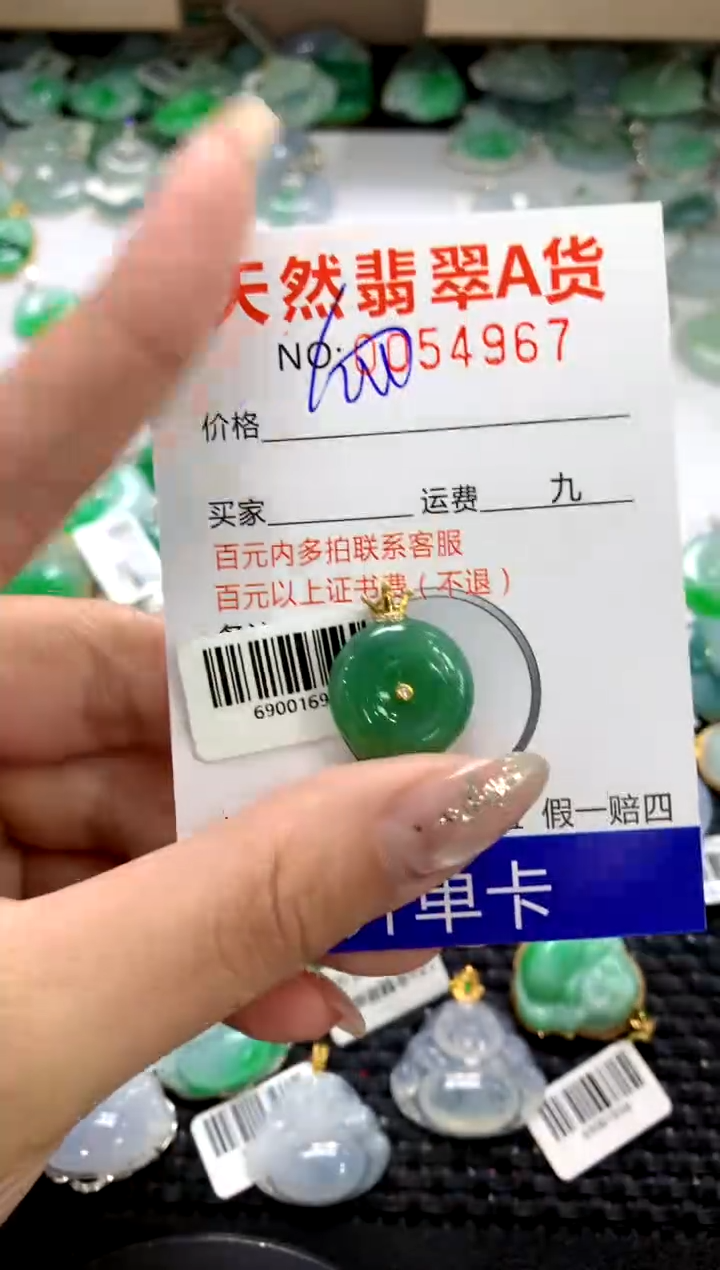 天然翡翠A货
NO: 0054967
价格
买家 运费 九
百元内多拍联系客服
百元以上证书费（不退）
6900169
假一赔四
单卡